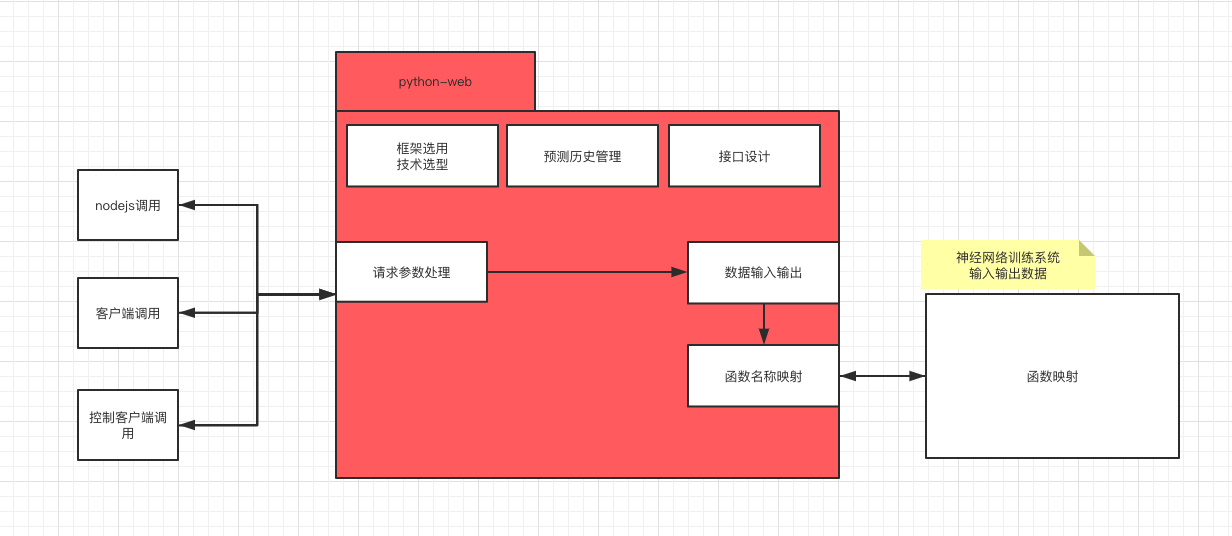 python-web
框架选用
技术选型
预测历史管理
接口设计
nodejs调用
客户端调用
控制客户端调
用
请求参数处理
数据输入输出
函数名称映射
神经网络训练系统
输入输出数据
函数映射